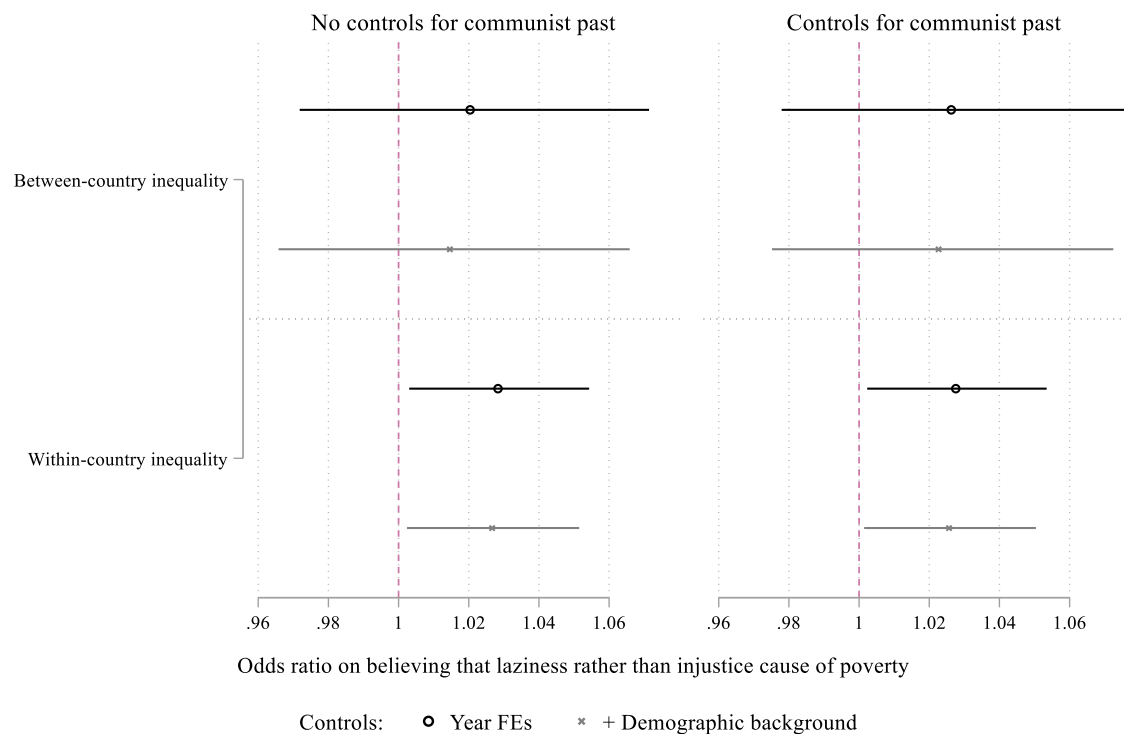 No controls for communist past
Controls for communist past
Between-country inequality
Within-country inequality
.96 .98 1 1.02 1.04 1.06
.96 .98 1 1.02 1.04 1.06
Odds ratio on believing that laziness rather than injustice cause of poverty
Controls: Year FEs + Demographic background